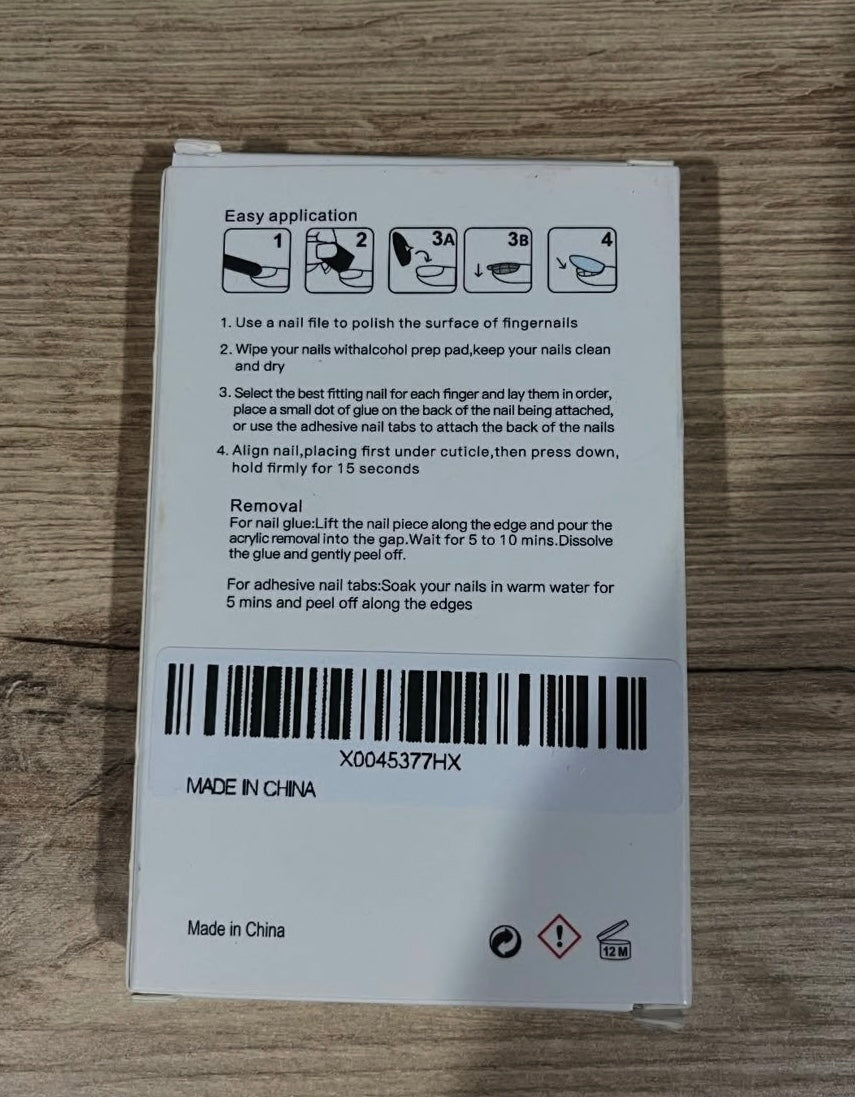 Easy application
1 2 3A 3B 4
1. Use a nail file to polish the surface of fingernails
2. Wipe your nails withalcohol prep pad,keep your nails clean
and dry
3. Select the best fitting nail for each finger and lay them in order,
place a small dot of glue on the back of the nail being attached,
or use the adhesive nail tabs to attach the back of the nails
4. Align nail,placing first under cuticle,then press down,
hold firmly for 15 seconds
Removal
For nail glue:Lift the nail piece along the edge and pour the
acrylic removal into the gap.Wait for 5 to 10 mins.Dissolve
the glue and gently peel off.
For adhesive nail tabs:Soak your nails in warm water for
5 mins and peel off along the edges
X0045377HX
MADE IN CHINA
Made in China
!
12 M